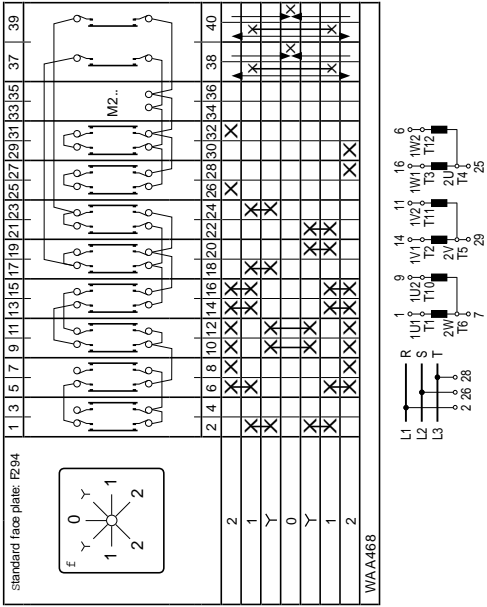 standard face plate: F294 1 3 5 7 9 11 13 15 17 19 21 23 25 27 29 31 33 35 37 39
£ 0
Y Y
1 1
2 2
M2..
2 4 6 8 10 12 14 16 18 20 22 24 26 28 30 32 34 36 38 40
2
1
Y
0
Y
1
2
WAA468
L1 R
L2 S
L3 T
2 26 28
1 9 14 11 16 6
1U1 1U2 1V1 1V2 1W1 1W2
T1 T10 T2 T11 T3 T12
2W 2V 2U
T6 T5 T4
7 29 25